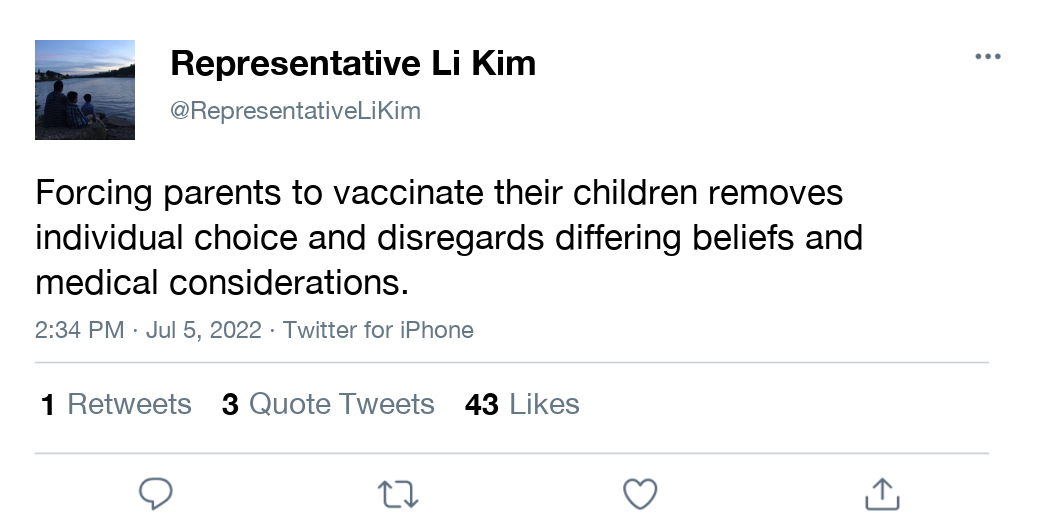 Representative Li Kim
@RepresentativeLiKim
Forcing parents to vaccinate their children removes
individual choice and disregards differing beliefs and
medical considerations.
2:34 PM · Jul 5, 2022 · Twitter for iPhone
1 Retweets 3 Quote Tweets 43 Likes